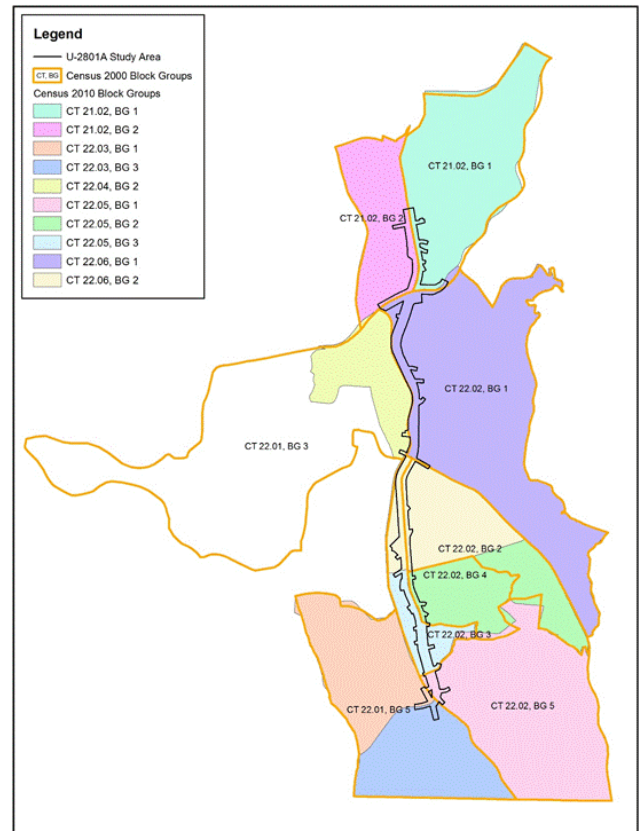 Legend
U-2801A Study Area
CT, BG Census 2000 Block Groups
Census 2010 Block Groups
CT 21.02, BG 1
CT 21.02, BG 2
CT 22.03, BG 1
CT 22.03, BG 3
CT 22.04, BG 2
CT 22.05, BG 1
CT 22.05, BG 2
CT 22.05, BG 3
CT 22.06, BG 1
CT 22.06, BG 2
CT 21.02, BG 1
CT 21.02, BG 2
CT 22.02, BG 1
CT 22.01, BG 3
CT 22.02, BG 2
CT 22.02, BG 4
CT 22.02, BG 3
CT 22.01, BG 5
CT 22.02, BG 5